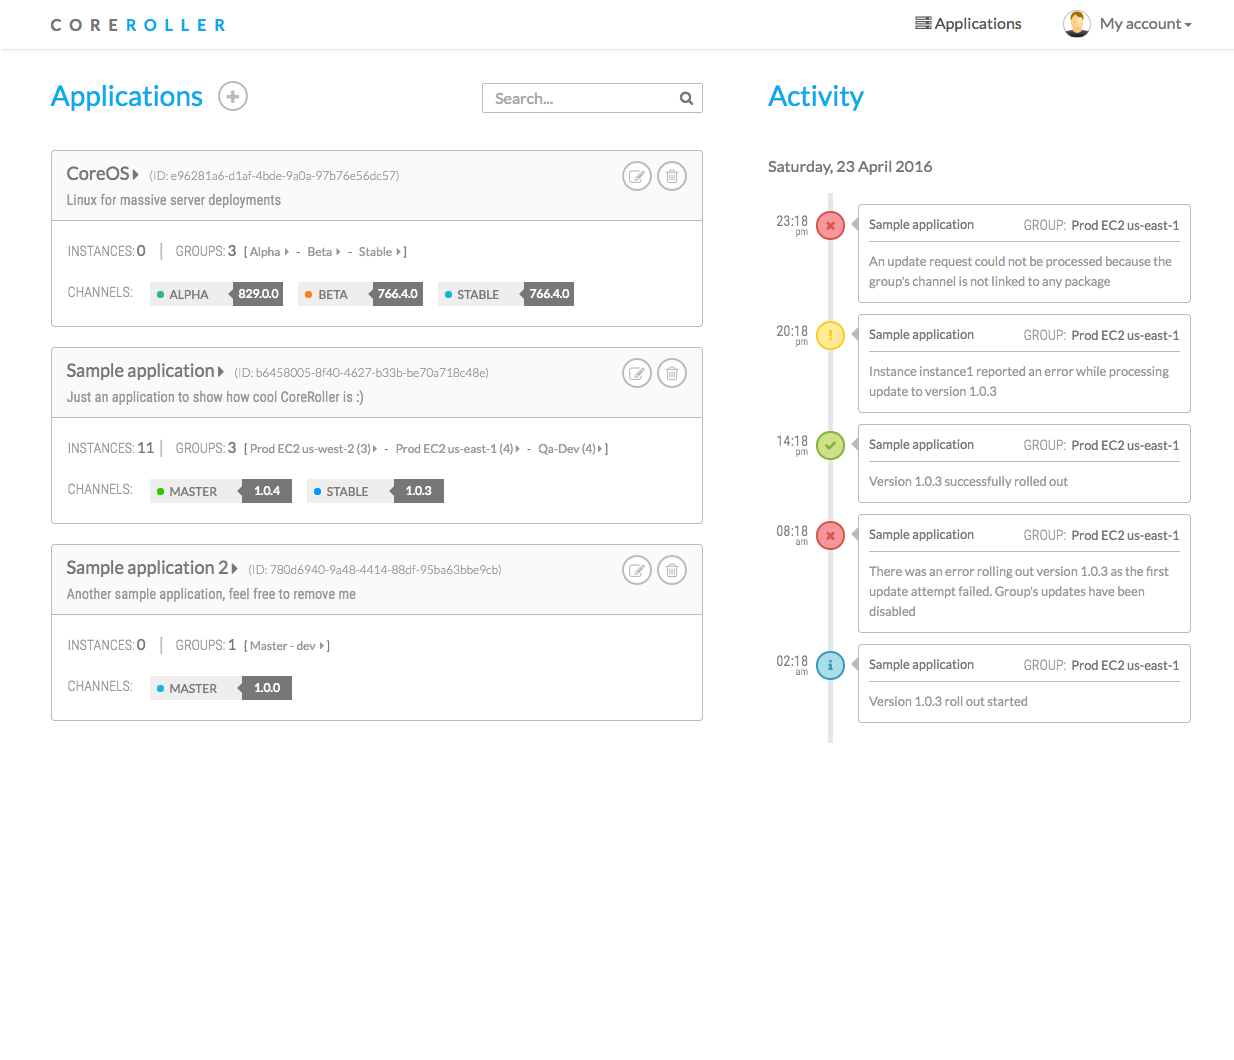 COREROLLER
Applications
My account
Applications
Search...
CoreOS (ID: e96281a6-d1af-4bde-9a0a-97b76e56dc57)
Linux for massive server deployments
INSTANCES: 0 | GROUPS: 3 [ Alpha - Beta - Stable ]
CHANNELS: ALPHA 829.0.0 BETA 766.4.0 STABLE 766.4.0
Sample application (ID: b6458005-8f40-4627-b33b-be70a718c48e)
Just an application to show how cool CoreRoller is :)
INSTANCES: 11 | GROUPS: 3 [ Prod EC2 us-west-2 (3) - Prod EC2 us-east-1 (4) - Qa-Dev (4) ]
CHANNELS: MASTER 1.0.4 STABLE 1.0.3
Sample application 2 (ID: 780d6940-9a48-4414-88df-95ba63bbe9cb)
Another sample application, feel free to remove me
INSTANCES: 0 | GROUPS: 1 [ Master - dev ]
CHANNELS: MASTER 1.0.0
Activity
Saturday, 23 April 2016
23:18 pm
Sample application GROUP: Prod EC2 us-east-1
An update request could not be processed because the
group's channel is not linked to any package
20:18 pm
Sample application GROUP: Prod EC2 us-east-1
Instance instance1 reported an error while processing
update to version 1.0.3
14:18 pm
Sample application GROUP: Prod EC2 us-east-1
Version 1.0.3 successfully rolled out
08:18 am
Sample application GROUP: Prod EC2 us-east-1
There was an error rolling out version 1.0.3 as the first
update attempt failed. Group's updates have been
disabled
02:18 am
Sample application GROUP: Prod EC2 us-east-1
Version 1.0.3 roll out started